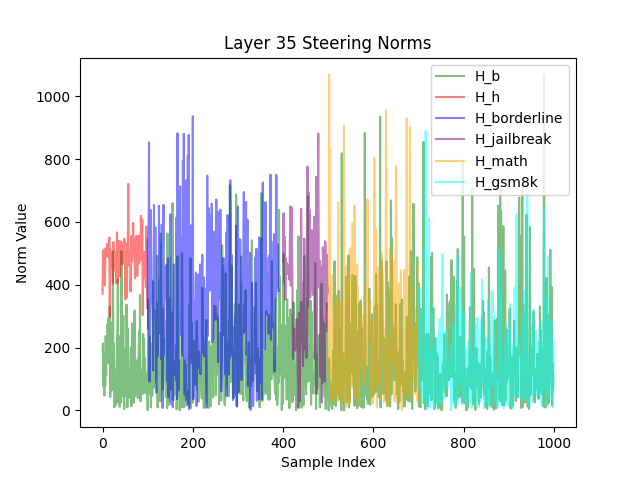 Layer 35 Steering Norms
Norm Value
1000
800
600
400
200
0
0 200 400 600 800 1000
Sample Index
H_b
H_h
H_borderline
H_jailbreak
H_math
H_gsm8k